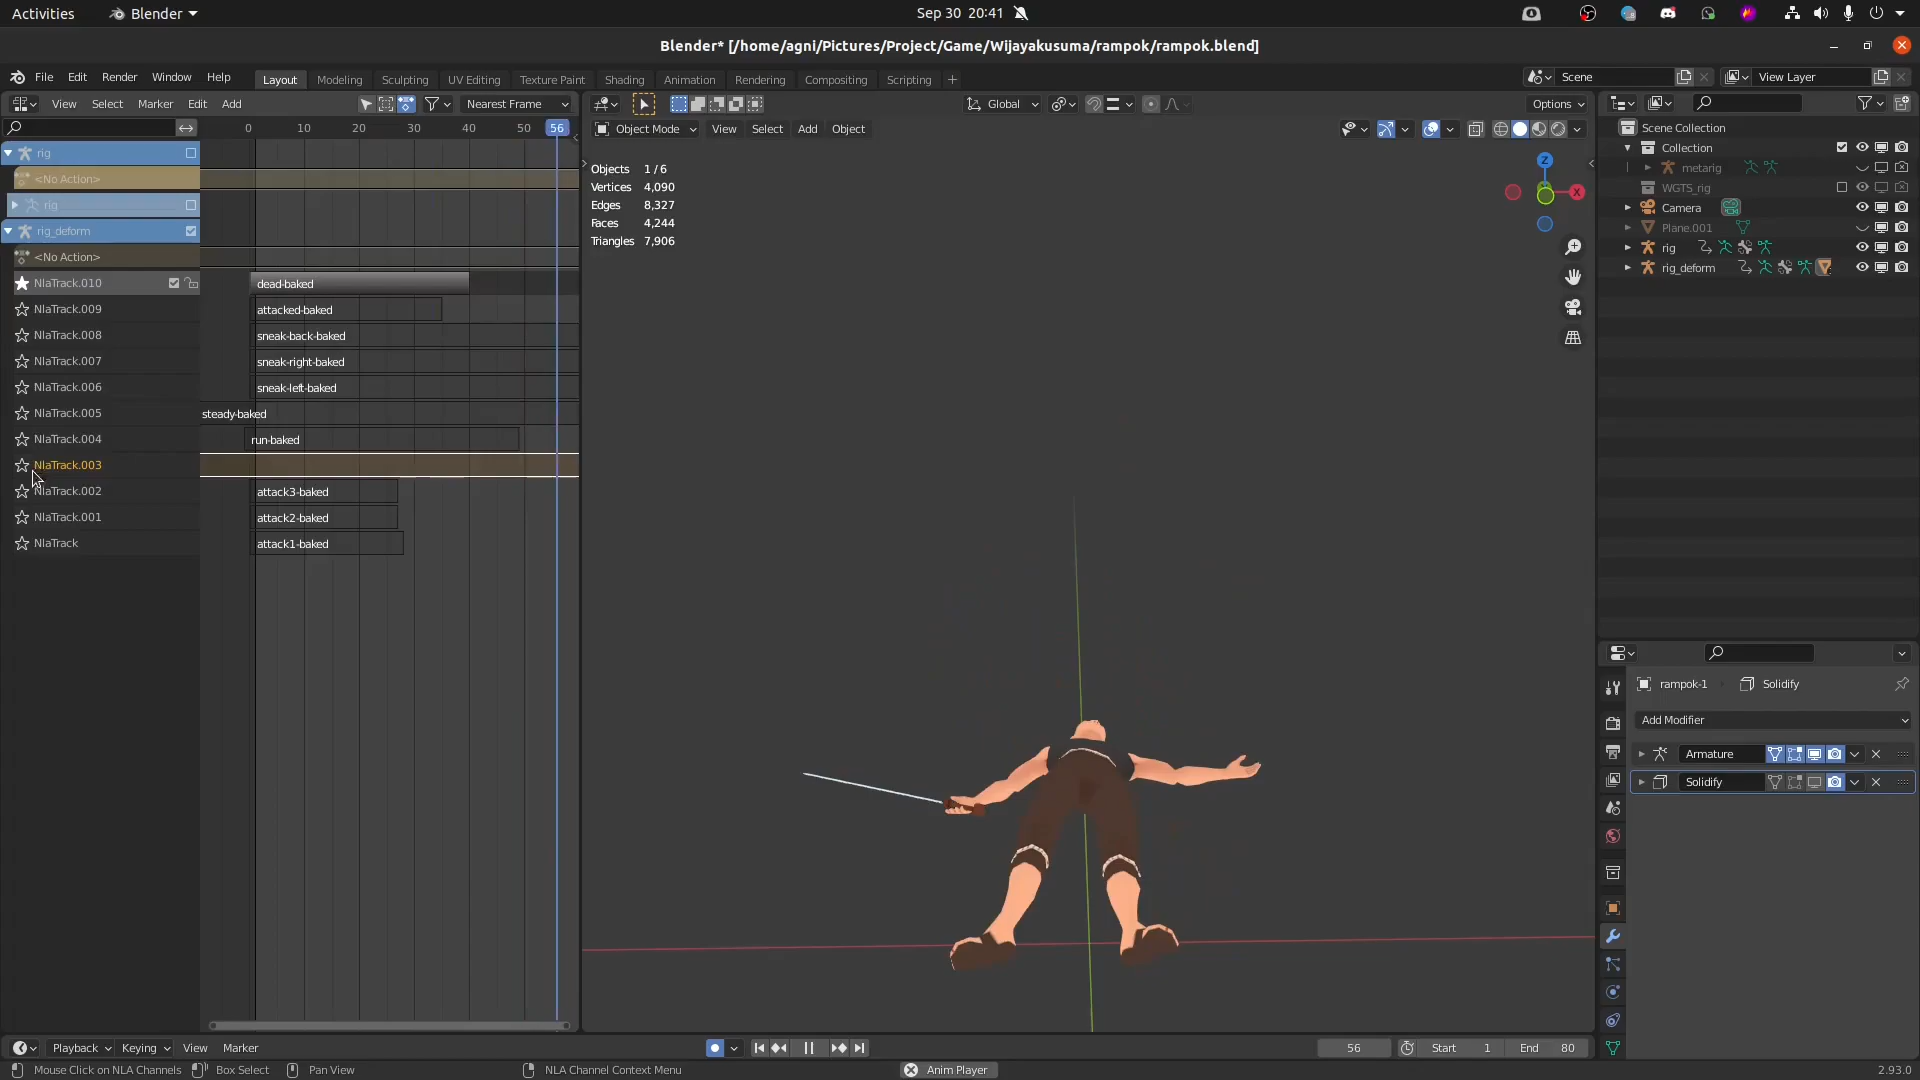 Activities Blender Sep 30 20:41
Blender* [/home/agni/Pictures/Project/Game/Wijayakusuma/rampok/rampok.blend]
File Edit Render Window Help Layout Modeling Sculpting UV Editing Texture Paint Shading Animation Rendering Compositing Scripting + Scene View Layer
View Select Marker Edit Add Nearest Frame Global Options
0 10 20 30 40 50 56 Object Mode View Select Add Object
Scene Collection
rig
Collection
<No Action>
Objects 1 / 6
metarig
Vertices 4,090
WGTS_rig
rig
Edges 8,327
Camera
Faces 4,244
Plane.001
rig_deform
Triangles 7,906
rig
<No Action>
rig_deform
NlaTrack.010 dead-baked
NlaTrack.009 attacked-baked
NlaTrack.008 sneak-back-baked
NlaTrack.007 sneak-right-baked
NlaTrack.006 sneak-left-baked
NlaTrack.005 steady-baked
NlaTrack.004 run-baked
NlaTrack.003
NlaTrack.002 attack3-baked
NlaTrack.001 attack2-baked
NlaTrack attack1-baked
Z
X
rampok-1 Solidify
Add Modifier
Armature
Solidify
Playback Keying View Marker 56 Start 1 End 80
Mouse Click on NLA Channels Box Select Pan View NLA Channel Context Menu Anim Player 2.93.0